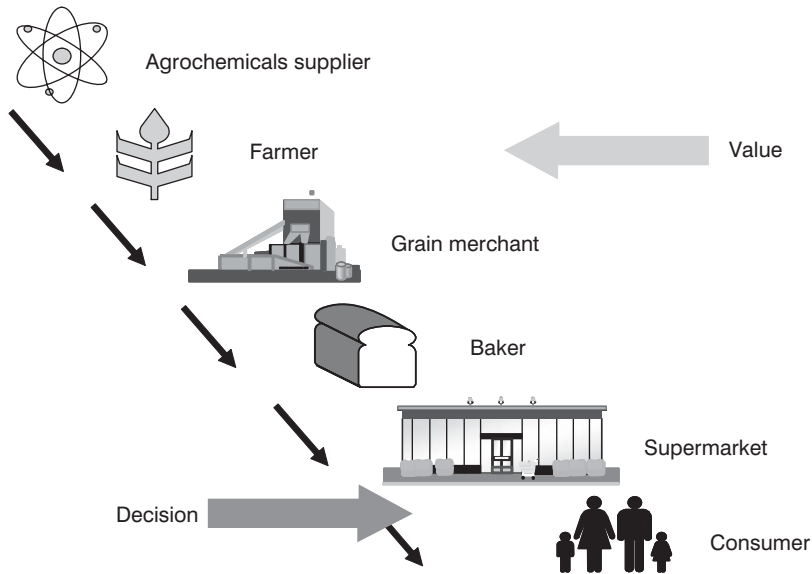 Agrochemicals supplier
Farmer
Value
Grain merchant
Baker
Supermarket
Decision
Consumer